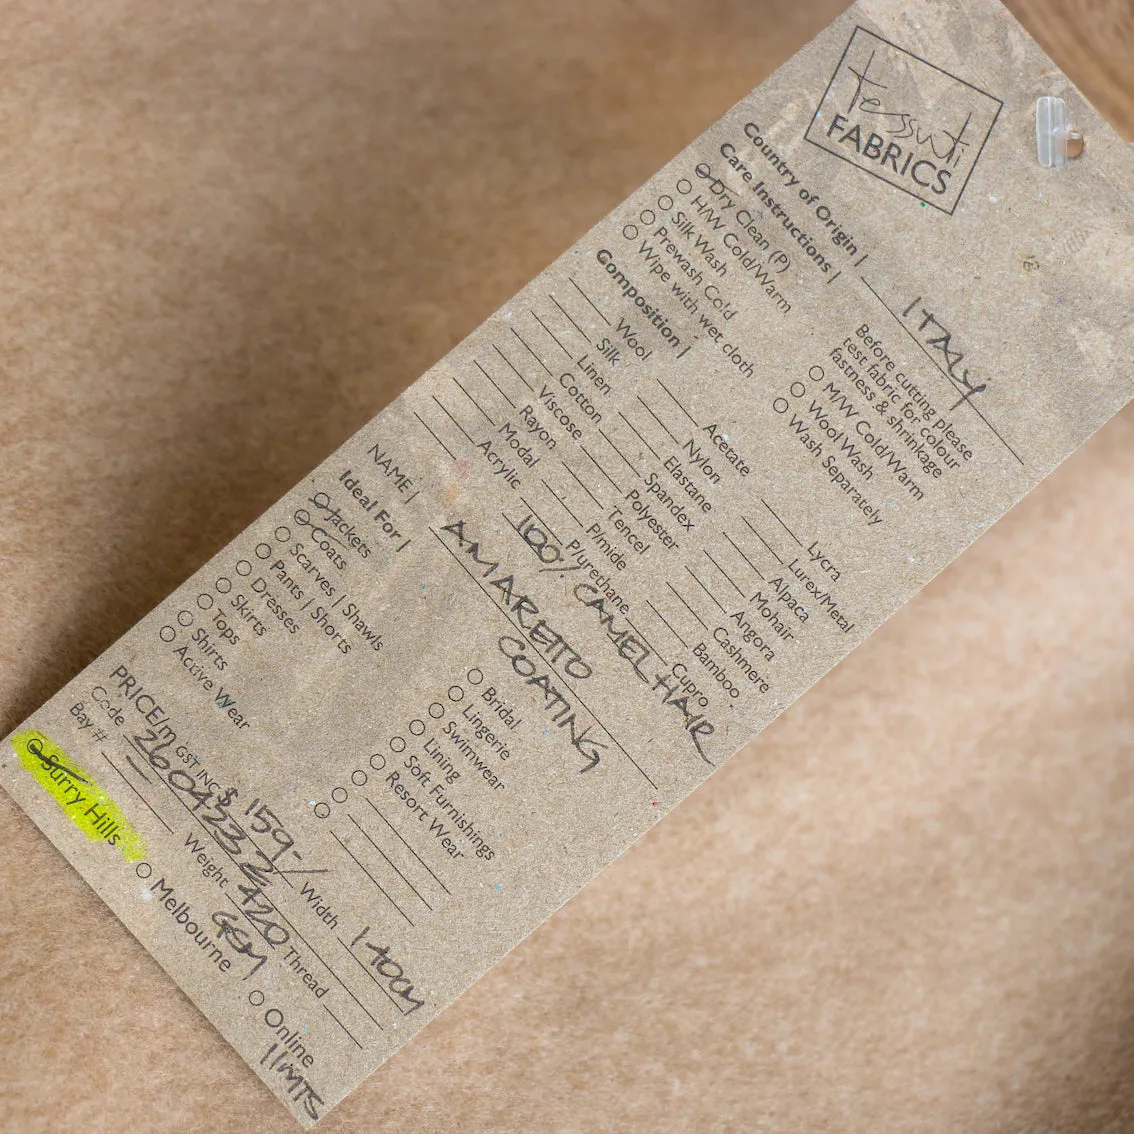 tessuti
FABRICS
Country of Origin | ITALY
Care Instructions |
Dry Clean (P)
H/W Cold/Warm
Silk Wash
Prewash Cold
Wipe with wet cloth
Before cutting please
test fabric for colour
fastness & shrinkage
M/W Cold/Warm
Wool Wash
Wash Separately
Composition |
Wool
Silk
Linen
Cotton
Viscose
Rayon
Modal
Acrylic
Acetate
Nylon
Elastane
Spandex
Polyester
Tencel
P/mide
P/urethane
Lycra
Lurex/Metal
Alpaca
Mohair
Angora
Cashmere
Bamboo
Cupro
100% CAMEL HAIR
NAME | AMARETTO
COATING
Ideal For |
Jackets
Coats
Scarves | Shawls
Pants | Shorts
Dresses
Skirts
Tops
Shirts
Active Wear
Bridal
Lingerie
Swimwear
Lining
Soft Furnishings
Resort Wear
PRICE/m GST INC $ 159-/ Width 140cm
Code 2604232 Thread
Bay # Weight 420
GSM
Surry Hills Melbourne Online
11MTS